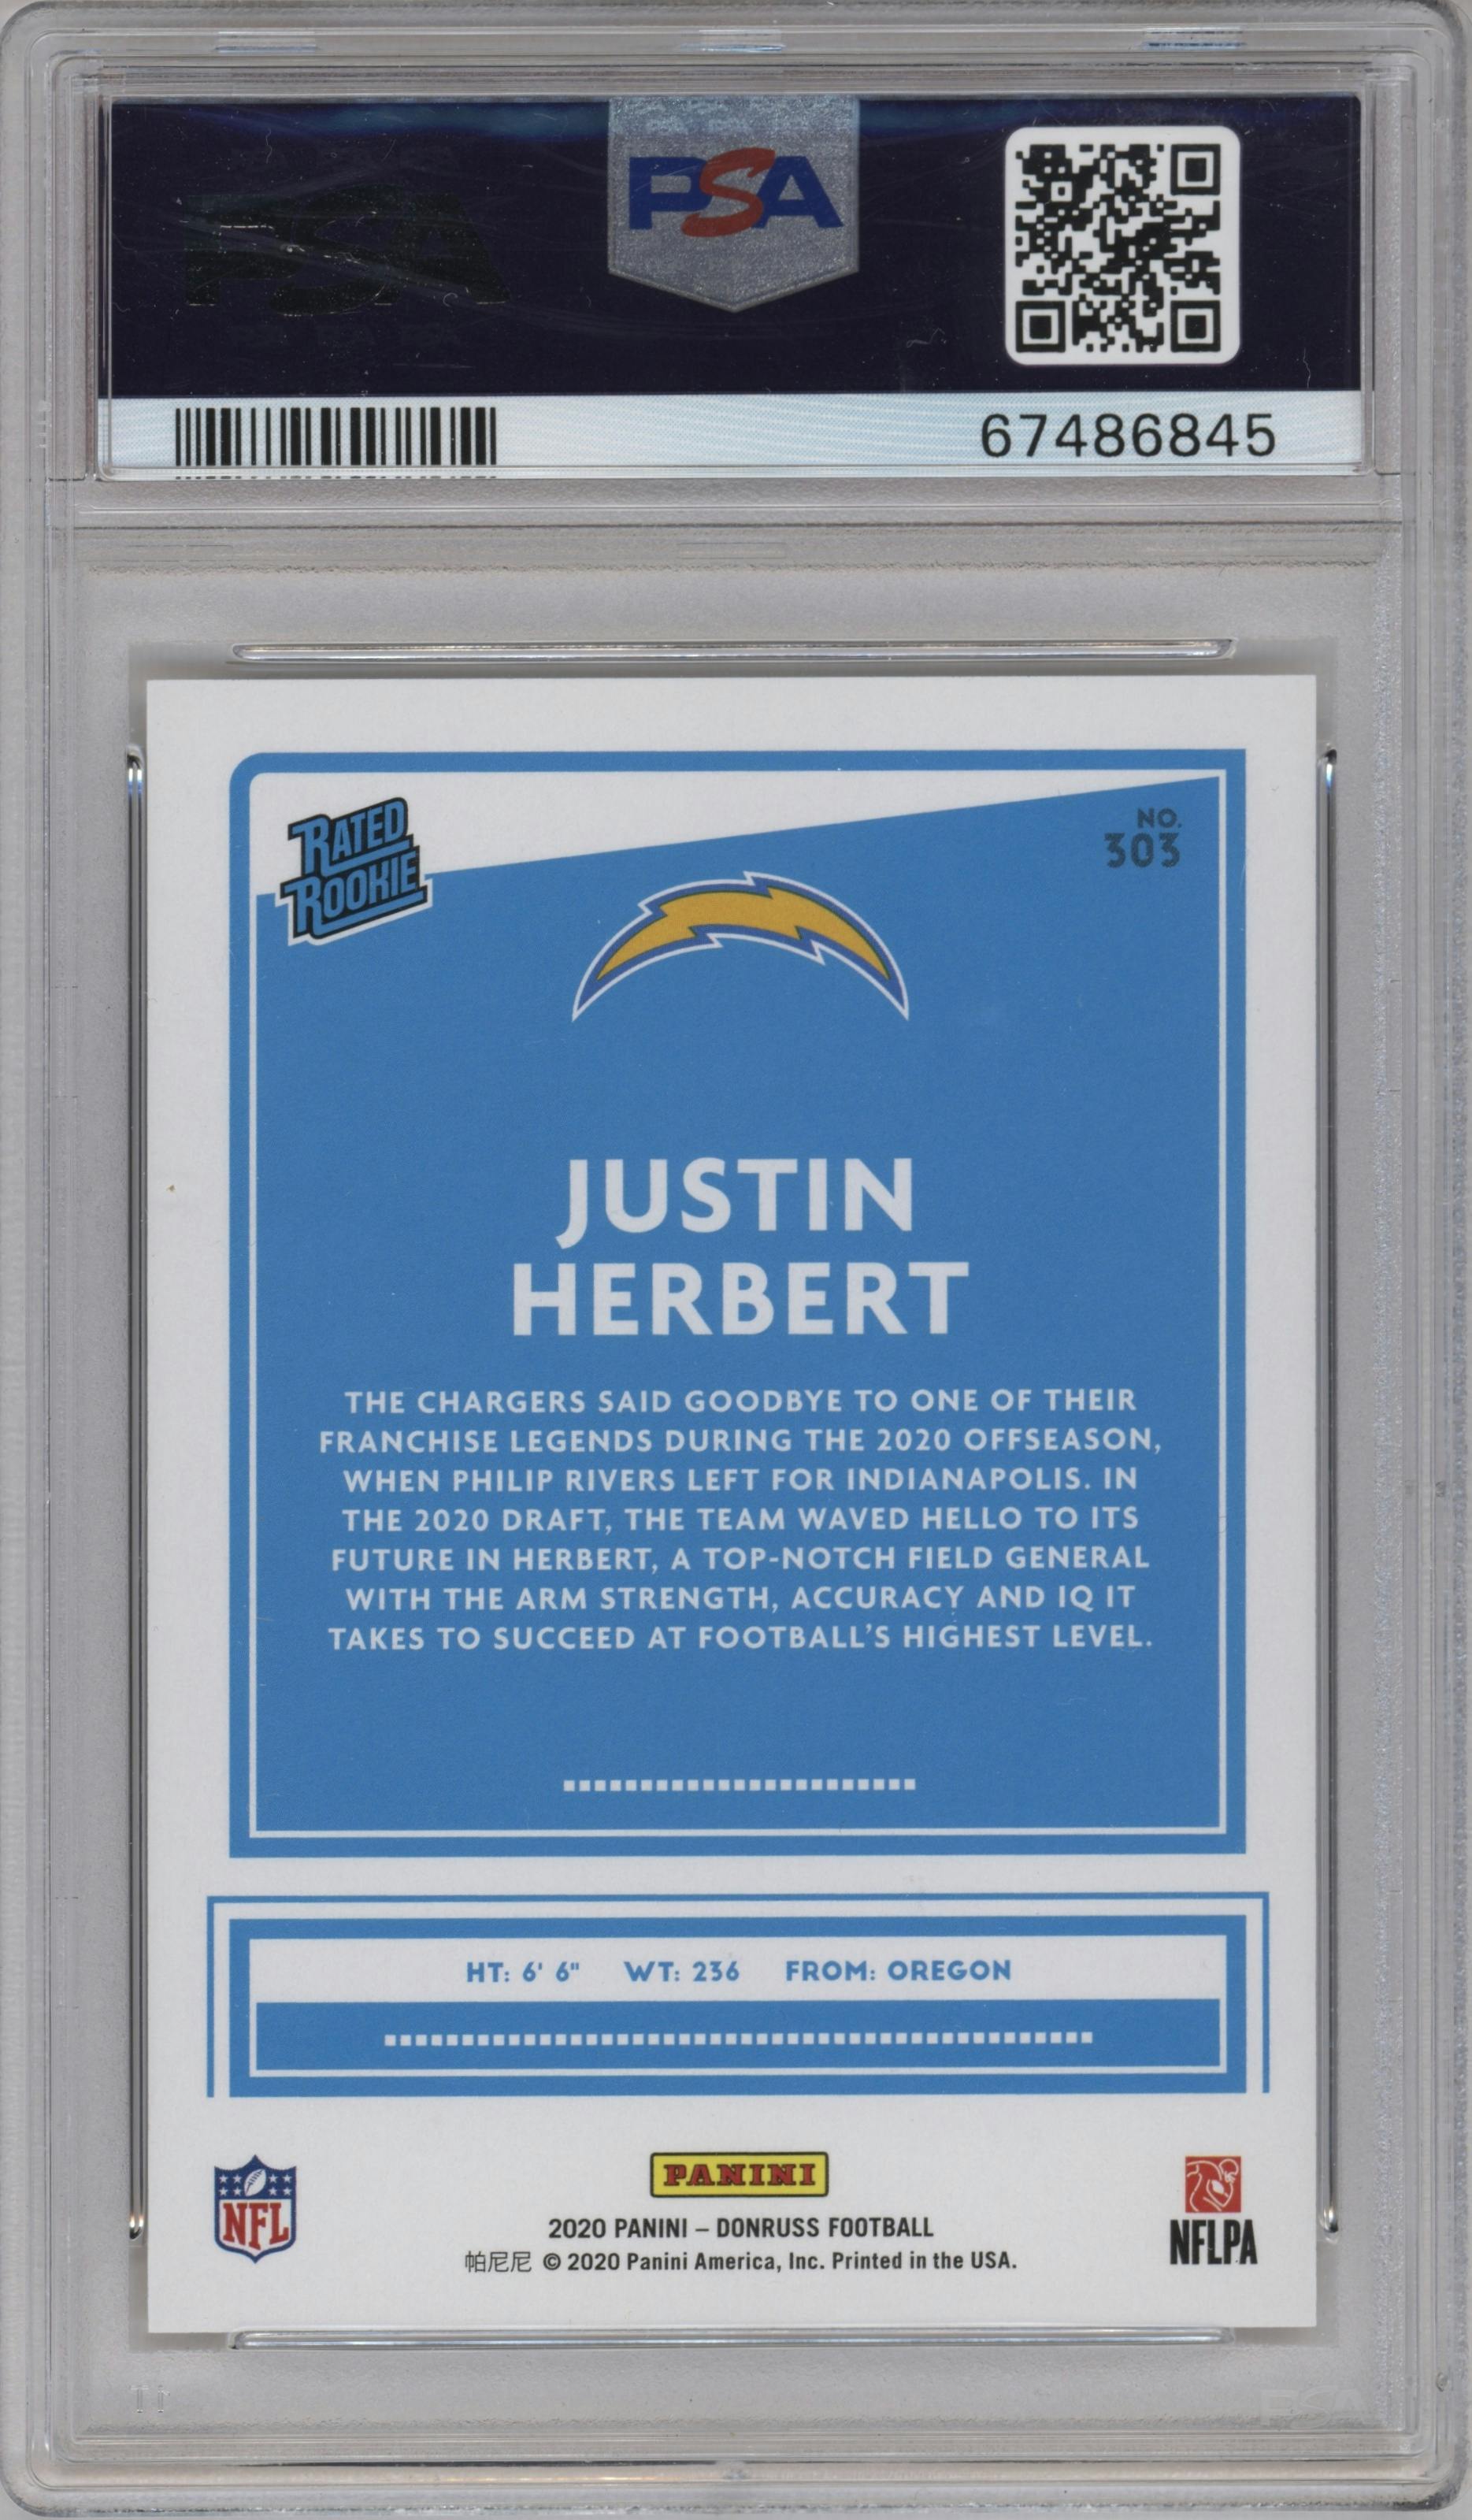 PSA
PSA
67486845
RATED
ROOKIE
NO.
303
JUSTIN
HERBERT
THE CHARGERS SAID GOODBYE TO ONE OF THEIR
FRANCHISE LEGENDS DURING THE 2020 OFFSEASON,
WHEN PHILIP RIVERS LEFT FOR INDIANAPOLIS. IN
THE 2020 DRAFT, THE TEAM WAVED HELLO TO ITS
FUTURE IN HERBERT, A TOP-NOTCH FIELD GENERAL
WITH THE ARM STRENGTH, ACCURACY AND IQ IT
TAKES TO SUCCEED AT FOOTBALL'S HIGHEST LEVEL.
HT: 6' 6" WT: 236 FROM: OREGON
NFL
PANINI
2020 PANINI – DONRUSS FOOTBALL
帕尼尼 © 2020 Panini America, Inc. Printed in the USA.
NFLPA
PSA